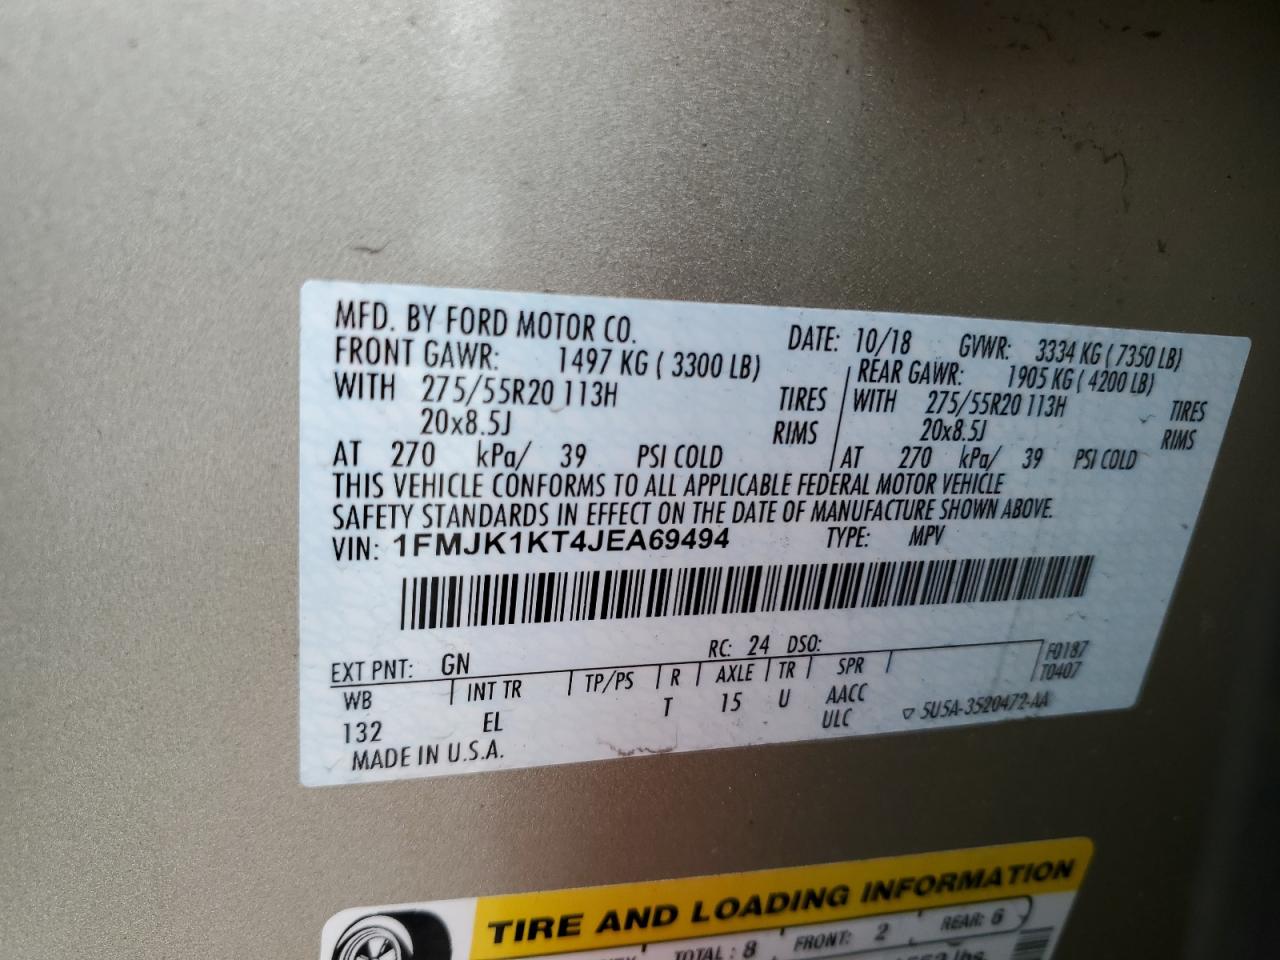 MFD. BY FORD MOTOR CO. DATE: 10/18 GVWR: 3334 KG ( 7350 LB)
FRONT GAWR: 1497 KG ( 3300 LB) REAR GAWR: 1905 KG ( 4200 LB)
WITH 275/55R20 113H TIRES WITH 275/55R20 113H TIRES
20x8.5J RIMS 20x8.5J RIMS
AT 270 kPa/ 39 PSI COLD AT 270 kPa/ 39 PSI COLD
THIS VEHICLE CONFORMS TO ALL APPLICABLE FEDERAL MOTOR VEHICLE
SAFETY STANDARDS IN EFFECT ON THE DATE OF MANUFACTURE SHOWN ABOVE.
VIN: 1FMJK1KT4JEA69494 TYPE: MPV
EXT PNT: GN RC: 24 DSO: F0187
WB INT TR TP/PS R AXLE TR SPR T0407
132 EL T 15 U AACC
ULC ▽ 5U5A-3520472-AA
MADE IN U.S.A.
TIRE AND LOADING INFORMATION
TOTAL : 8 FRONT: 2 REAR: 6